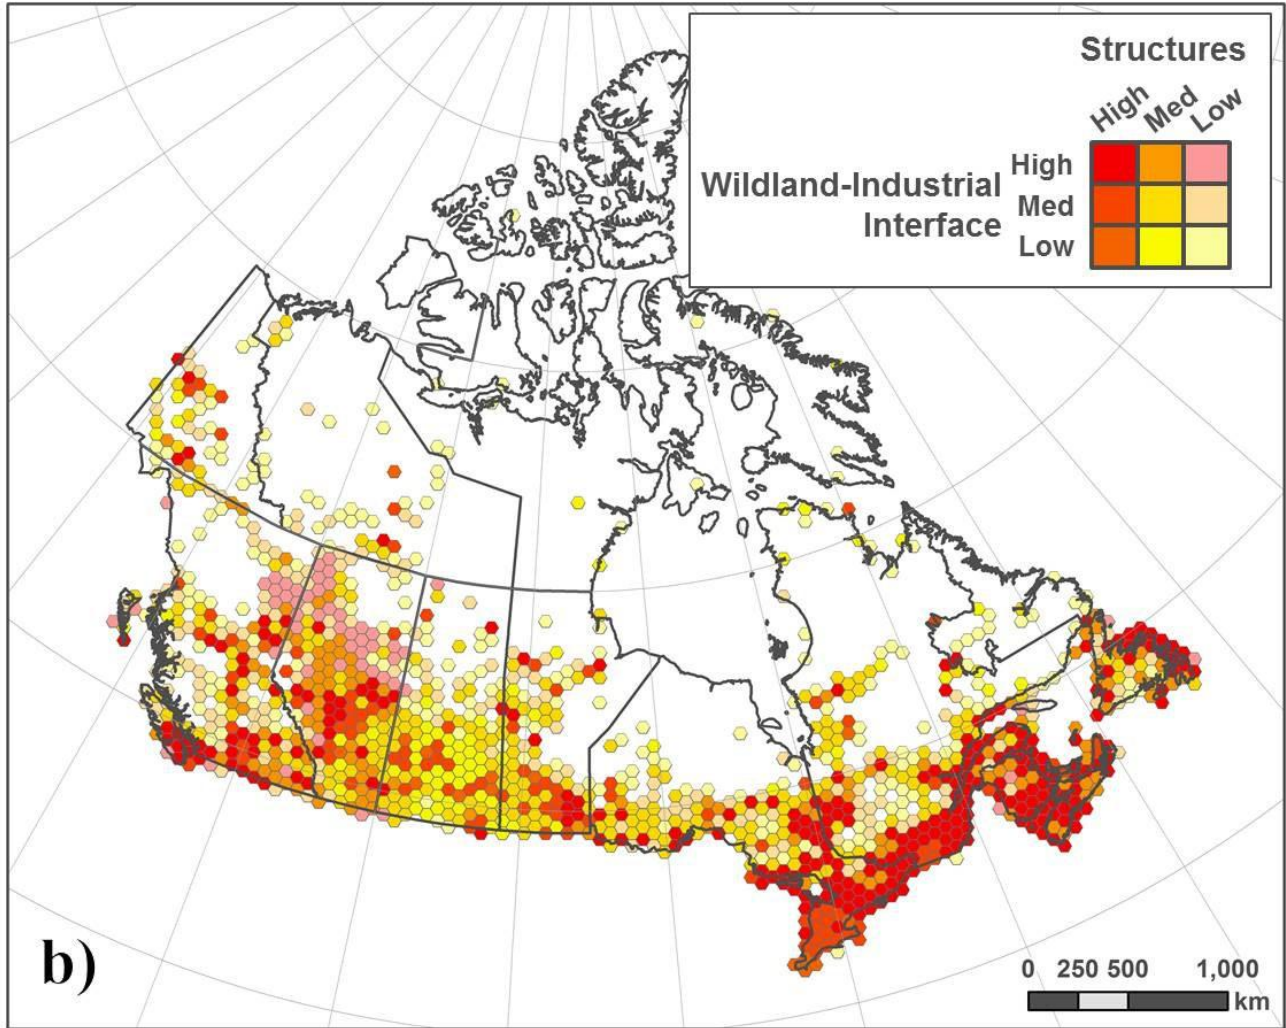 Structures
High Med Low
Wildland-Industrial
Interface
High
Med
Low
b)
0 250 500 1,000
km